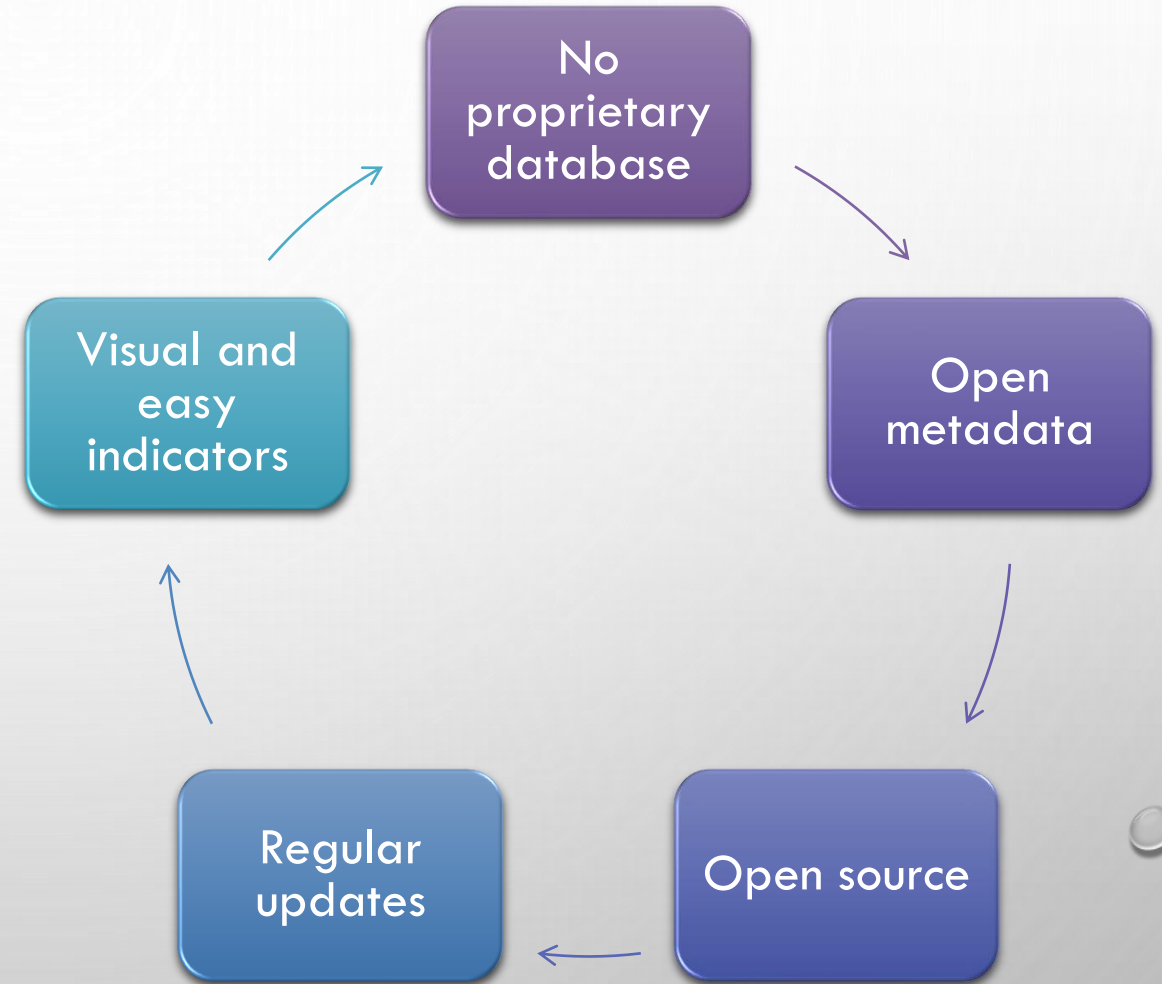 No
proprietary
database
Open
metadata
Open source
Regular
updates
Visual and
easy
indicators